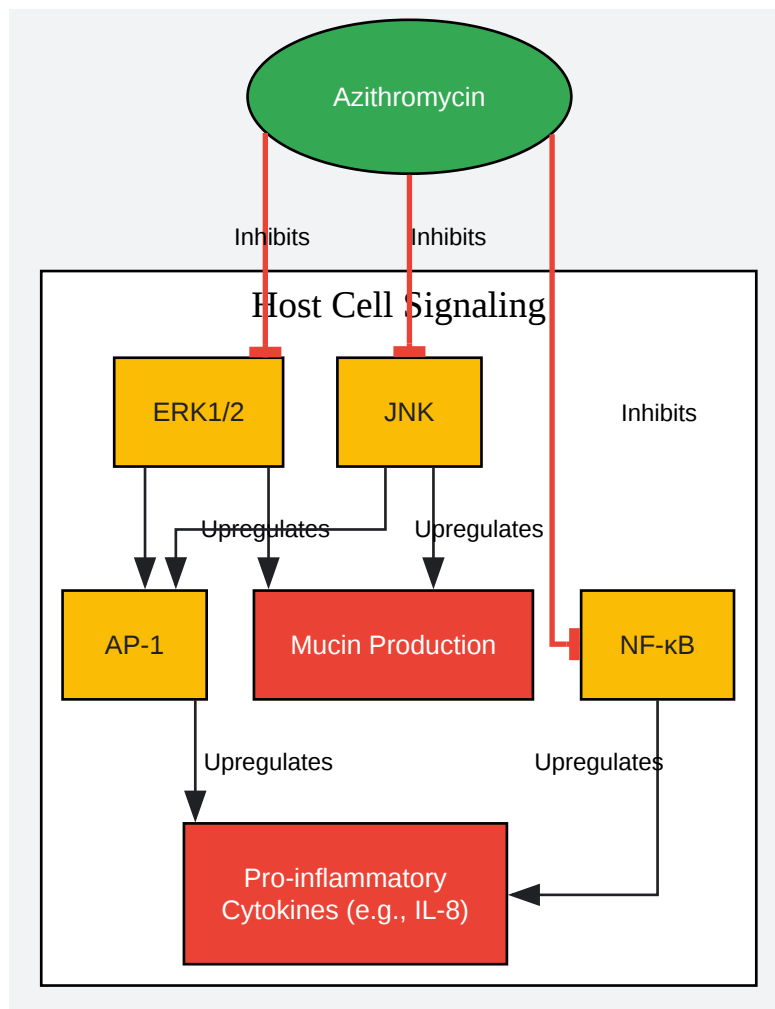 Azithromycin
Inhibits
Inhibits
Host Cell Signaling
ERK1/2
JNK
Inhibits
Upregulates
Upregulates
AP-1
Mucin Production
NF-κB
Upregulates
Upregulates
Pro-inflammatory
Cytokines (e.g., IL-8)